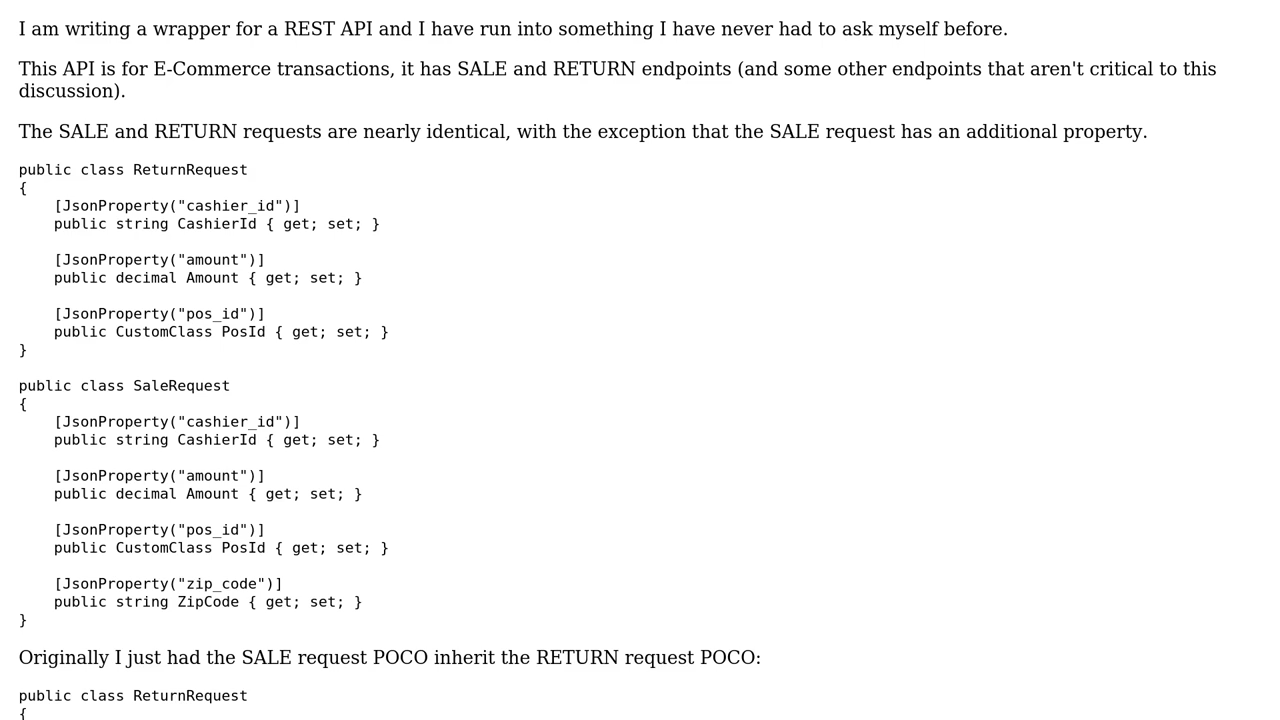 I am writing a wrapper for a REST API and I have run into something I have never had to ask myself before.
This API is for E-Commerce transactions, it has SALE and RETURN endpoints (and some other endpoints that aren't critical to this
discussion).
The SALE and RETURN requests are nearly identical, with the exception that the SALE request has an additional property.
public class ReturnRequest
{
    [JsonProperty("cashier_id")]
    public string CashierId { get; set; }
    [JsonProperty("amount")]
    public decimal Amount { get; set; }
    [JsonProperty("pos_id")]
    public CustomClass PosId { get; set; }
}
public class SaleRequest
{
    [JsonProperty("cashier_id")]
    public string CashierId { get; set; }
    [JsonProperty("amount")]
    public decimal Amount { get; set; }
    [JsonProperty("pos_id")]
    public CustomClass PosId { get; set; }
    [JsonProperty("zip_code")]
    public string ZipCode { get; set; }
}
Originally I just had the SALE request POCO inherit the RETURN request POCO:
public class ReturnRequest
{